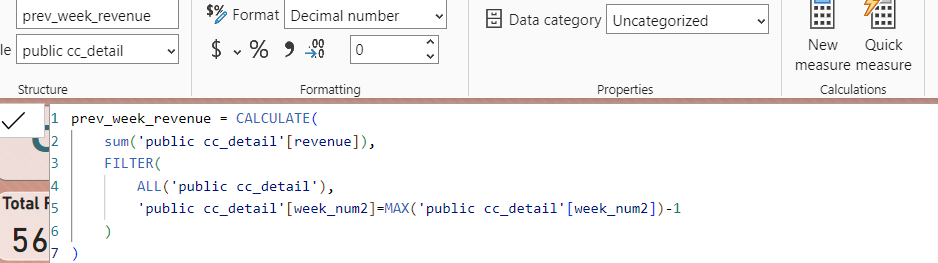 prev_week_revenue
Format
Decimal number
Data category
Uncategorized
le
public cc_detail
$
%
,
.00
.0
0
New measure
Quick measure
Structure
Formatting
Properties
Calculations
1 prev_week_revenue = CALCULATE(
2 sum('public cc_detail'[revenue]),
3 FILTER(
4 ALL('public cc_detail'),
5 'public cc_detail'[week_num2]=MAX('public cc_detail'[week_num2])-1
6 )
7 )
Total
56